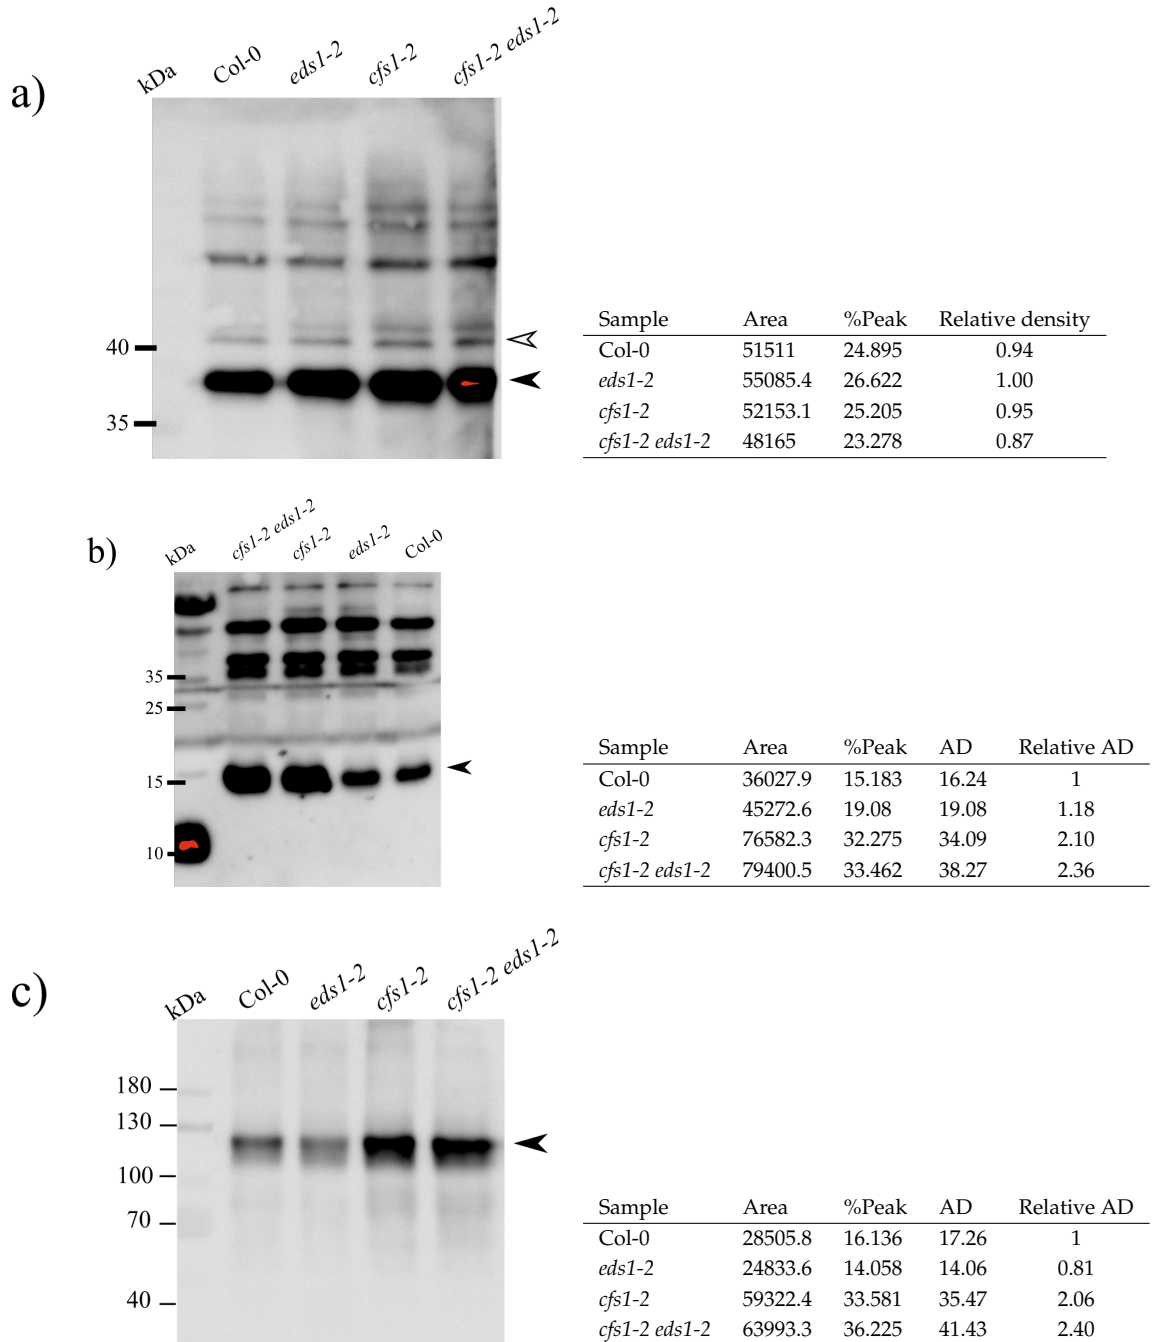 a)
kDa Col-0 eds1-2 cfs1-2 cfs1-2 eds1-2
40
35
Sample Area %Peak Relative density
Col-0 51511 24.895 0.94
eds1-2 55085.4 26.622 1.00
cfs1-2 52153.1 25.205 0.95
cfs1-2 eds1-2 48165 23.278 0.87
b)
kDa cfs1-2 eds1-2 cfs1-2 eds1-2 Col-0
35
25
15
10
Sample Area %Peak AD Relative AD
Col-0 36027.9 15.183 16.24 1
eds1-2 45272.6 19.08 19.08 1.18
cfs1-2 76582.3 32.275 34.09 2.10
cfs1-2 eds1-2 79400.5 33.462 38.27 2.36
c)
kDa Col-0 eds1-2 cfs1-2 cfs1-2 eds1-2
180
130
100
70
40
Sample Area %Peak AD Relative AD
Col-0 28505.8 16.136 17.26 1
eds1-2 24833.6 14.058 14.06 0.81
cfs1-2 59322.4 33.581 35.47 2.06
cfs1-2 eds1-2 63993.3 36.225 41.43 2.40